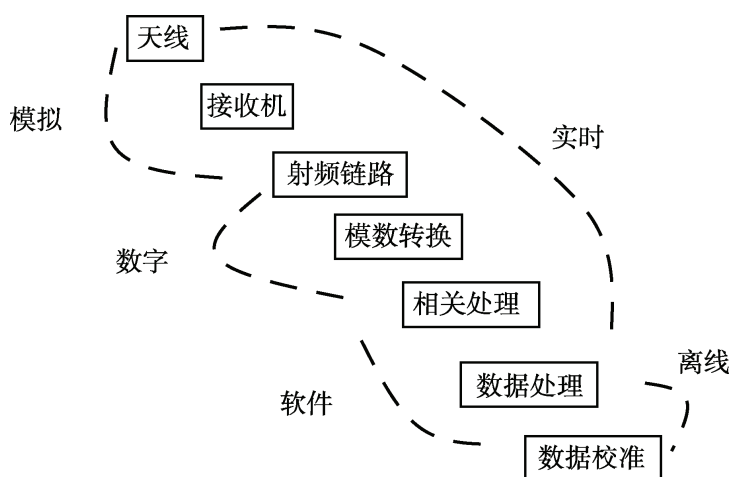 天线
接收机
模拟
实时
射频链路
模数转换
数字
相关处理
离线
数据处理
软件
数据校准